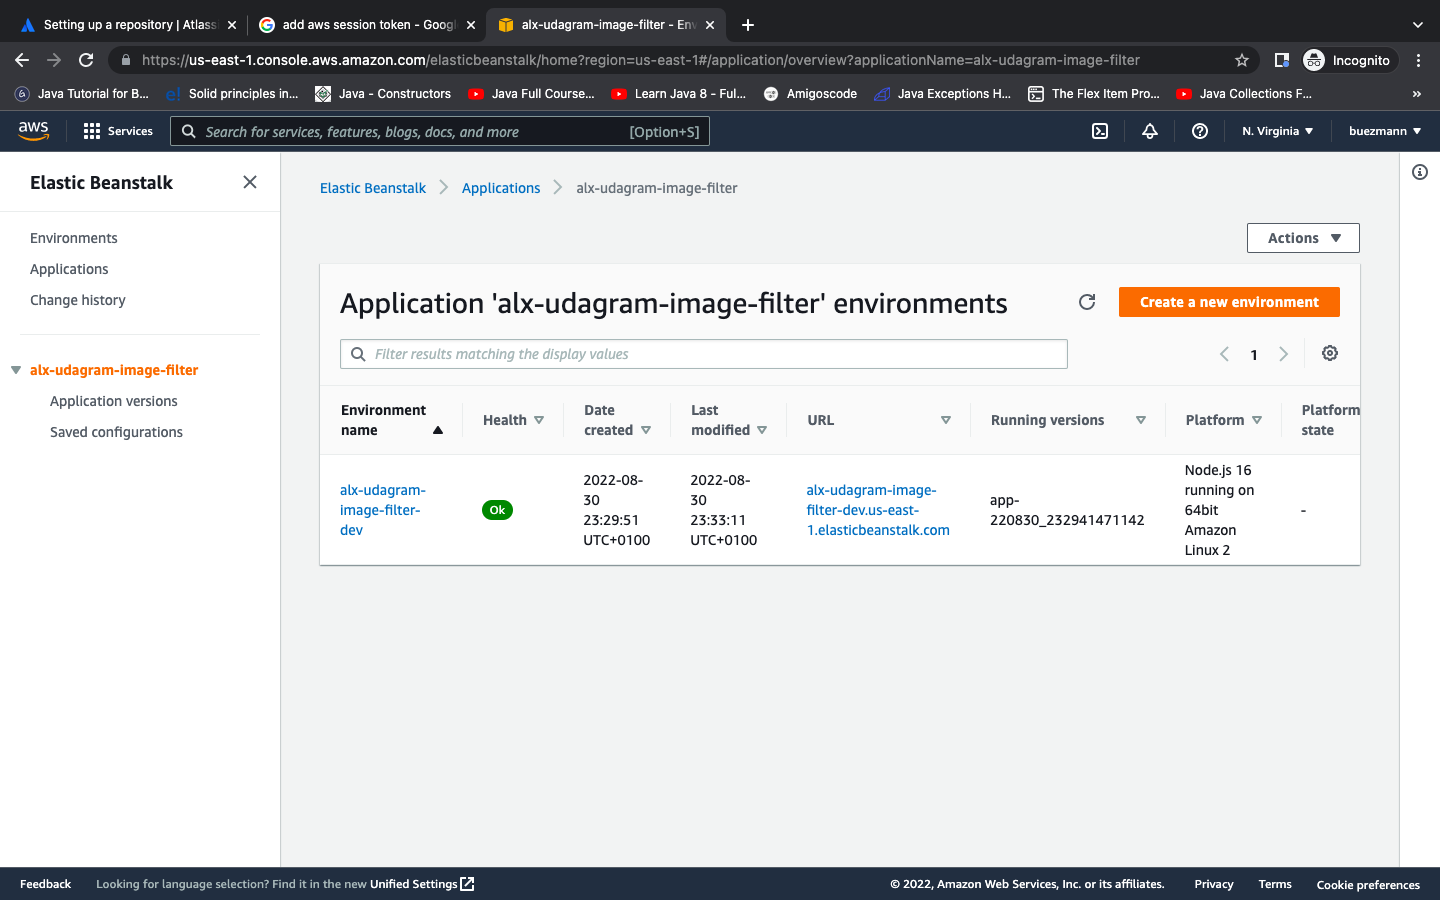 Setting up a repository | Atlass
add aws session token - Googl
alx-udagram-image-filter - Env
https://us-east-1.console.aws.amazon.com/elasticbeanstalk/home?region=us-east-1#/application/overview?applicationName=alx-udagram-image-filter
Incognito
Java Tutorial for B...
Solid principles in...
Java - Constructors
Java Full Course...
Learn Java 8 - Ful...
Amigoscode
Java Exceptions H...
The Flex Item Pro...
Java Collections F...
»
aws
Services
Search for services, features, blogs, docs, and more
[Option+S]
N. Virginia
buezmann
Elastic Beanstalk
Environments
Applications
Change history
alx-udagram-image-filter
Application versions
Saved configurations
Elastic Beanstalk
Applications
alx-udagram-image-filter
Actions
Application 'alx-udagram-image-filter' environments
Create a new environment
Filter results matching the display values
1
Environment
name
Health
Date
created
Last
modified
URL
Running versions
Platform
Platform
state
alx-udagram-
image-filter-
dev
Ok
2022-08-
30
23:29:51
UTC+0100
2022-08-
30
23:33:11
UTC+0100
alx-udagram-image-
filter-dev.us-east-
1.elasticbeanstalk.com
app-
220830_232941471142
Node.js 16
running on
64bit
Amazon
Linux 2
-
Feedback
Looking for language selection? Find it in the new Unified Settings
© 2022, Amazon Web Services, Inc. or its affiliates.
Privacy
Terms
Cookie preferences